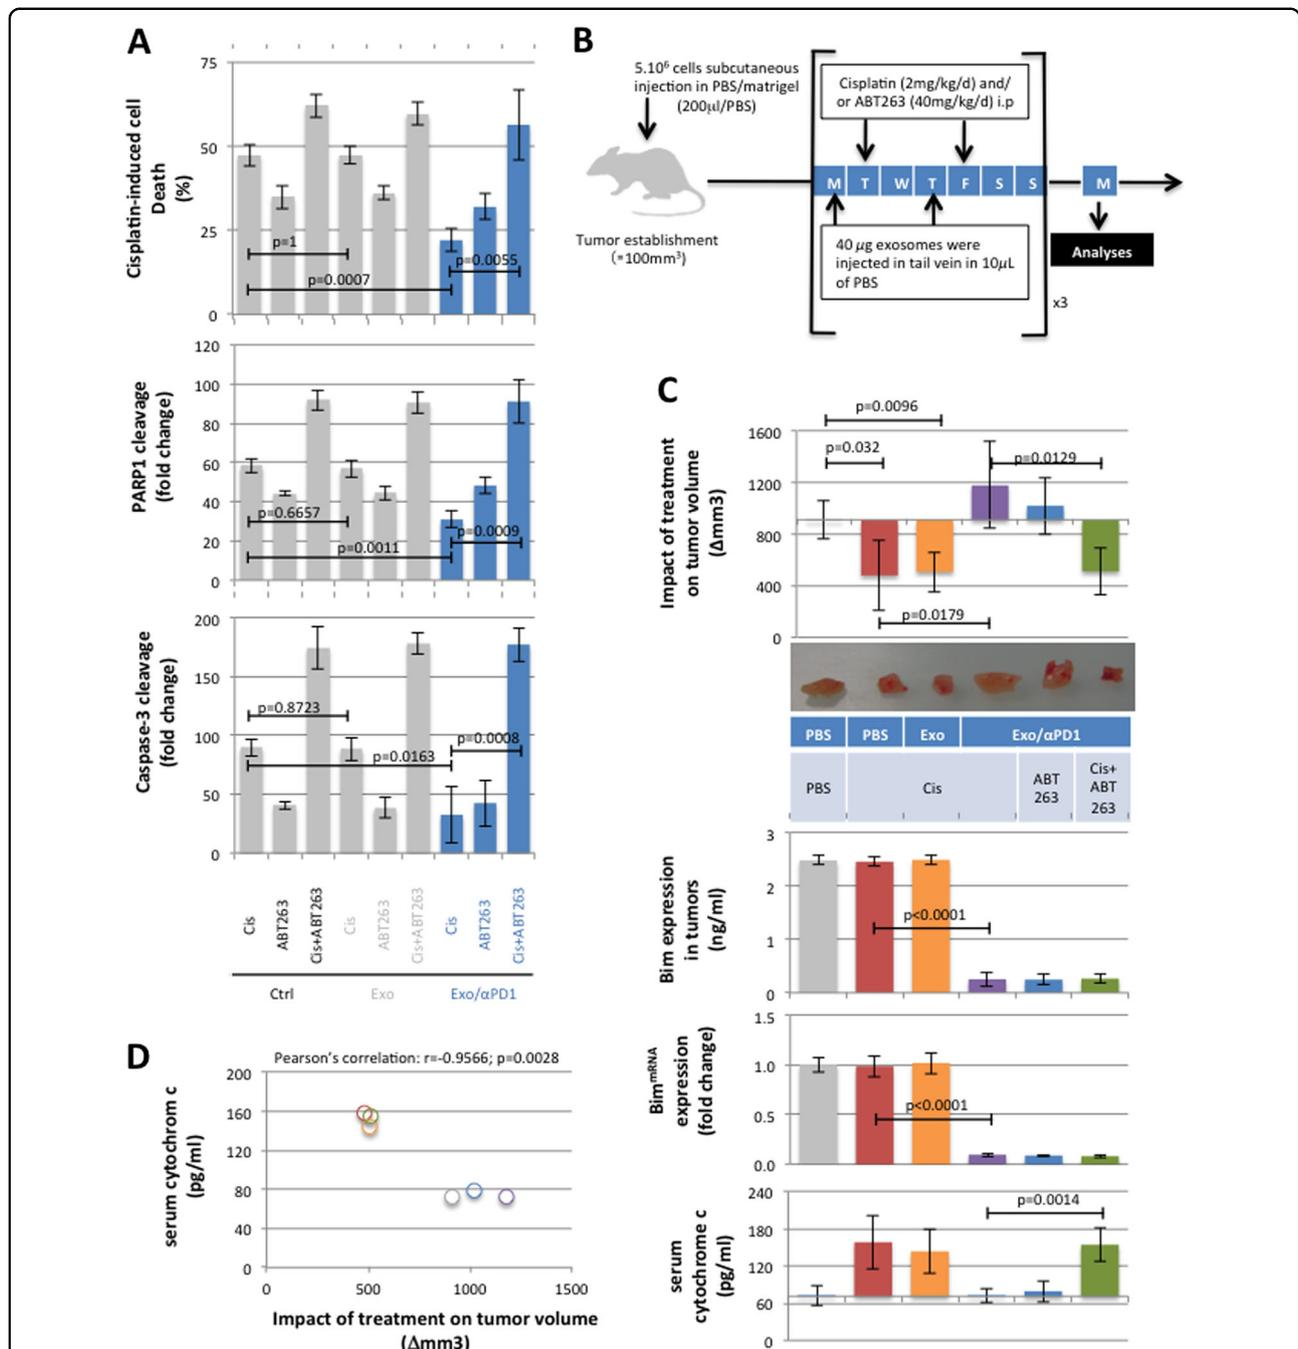 A
75
50
25
0
Cisplatin-induced cell
Death
(%)
p=1
p=0.0007
p=0.0055
120
100
80
60
40
20
0
PARP1 cleavage
(fold change)
p=0.6657
p=0.0011
p=0.0009
200
150
100
50
0
Caspase-3 cleavage
(fold change)
p=0.8723
p=0.0163
p=0.0008
Cis
ABT263
Cis+ABT263
Cis
ABT263
Cis+ABT263
Cis
ABT263
Cis+ABT263
Ctrl
Exo
Exo/αPD1
B
5.10⁶ cells subcutaneous
injection in PBS/matrigel
(200µl/PBS)
Tumor establishment
(≈100mm³)
Cisplatin (2mg/kg/d) and/
or ABT263 (40mg/kg/d) i.p
M T W T F S S
M
40 µg exosomes were
injected in tail vein in 10µL
of PBS
x3
Analyses
C
Impact of treatment
on tumor volume
(Δmm3)
1600
1200
800
400
0
p=0.0096
p=0.032
p=0.0129
p=0.0179
PBS PBS Exo Exo/αPD1
PBS Cis ABT 263 Cis+ ABT 263
Bim expression
in tumors
(ng/ml)
3
2
1
0
p<0.0001
Bimᵐᴿᴺᴬ
expression
(fold change)
1.5
1.0
0.5
0.0
p<0.0001
serum
cytochrome c
(pg/ml)
240
180
120
60
0
p=0.0014
D
Pearson's correlation: r=-0.9566; p=0.0028
serum cytochrom c
(pg/ml)
200
160
120
80
40
0
0 500 1000 1500
Impact of treatment on tumor volume
(Δmm3)